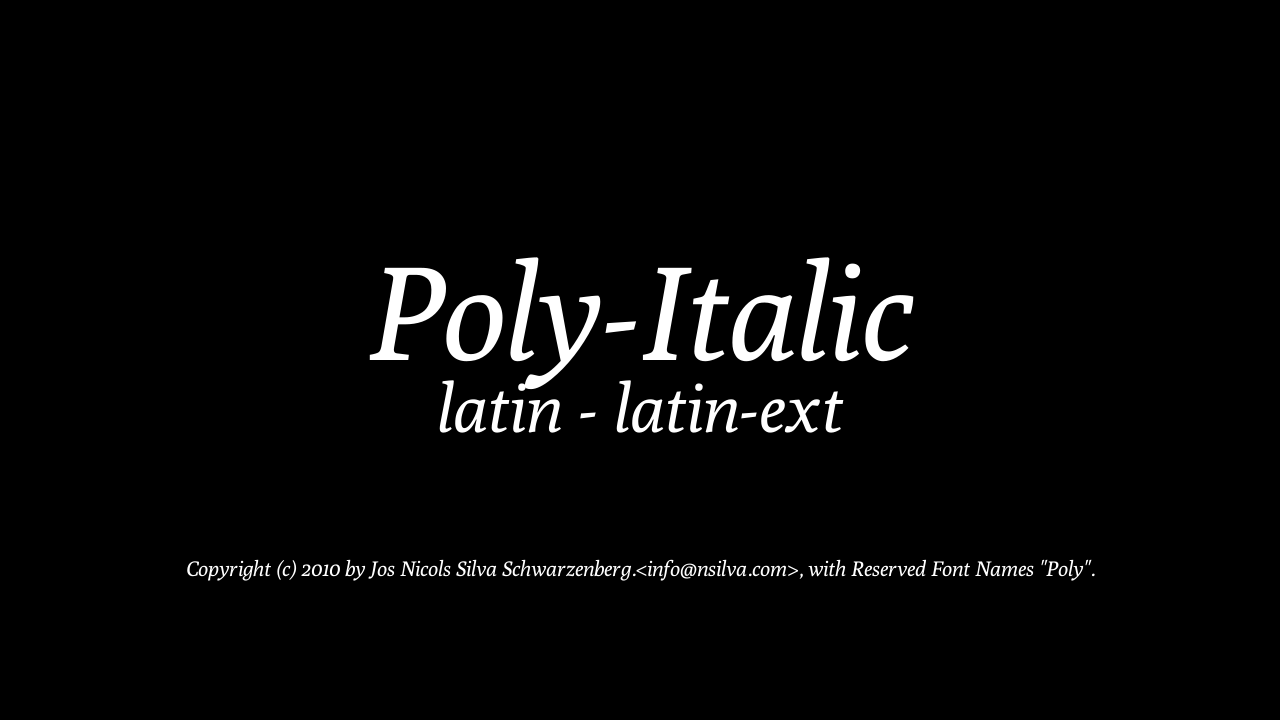 Poly-Italic
latin - latin-ext
Copyright (c) 2010 by Jos Nicols Silva Schwarzenberg.<info@nsilva.com>, with Reserved Font Names "Poly".